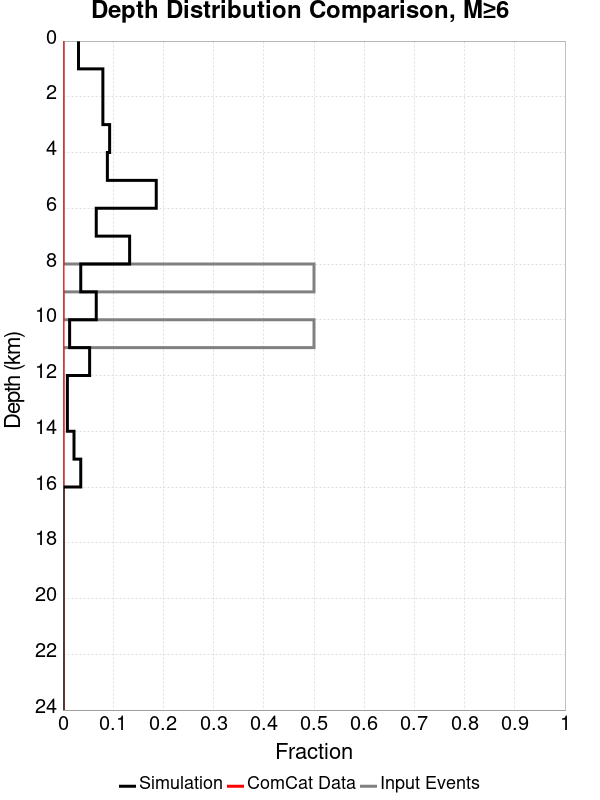 Depth Distribution Comparison, M≥6
0
2
4
6
8
10
12
14
16
18
20
22
24
Depth (km)
0 0.1 0.2 0.3 0.4 0.5 0.6 0.7 0.8 0.9 1
Fraction
Simulation ComCat Data Input Events